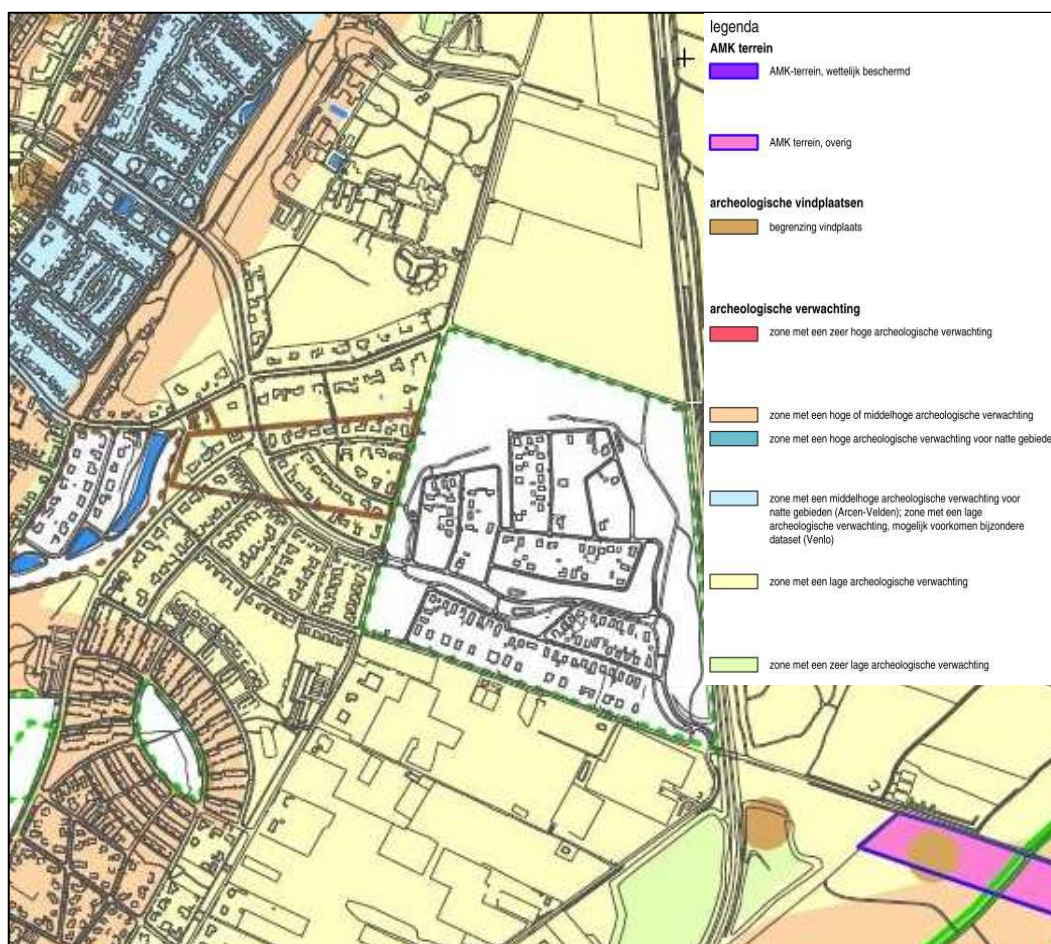 legenda
AMK terrein
AMK-terrein, wettelijk beschermd
AMK terrein, overig
archeologische vindplaatsen
begrenzing vindplaats
archeologische verwachting
zone met een zeer hoge archeologische verwachting
zone met een hoge of middelhoge archeologische verwachting
zone met een hoge archeologische verwachting voor natte gebiede
zone met een middelhoge archeologische verwachting voor
natte gebieden (Arcen-Velden); zone met een lage
archeologische verwachting, mogelijk voorkomen bijzondere
dataset (Venlo)
zone met een lage archeologische verwachting
zone met een zeer lage archeologische verwachting